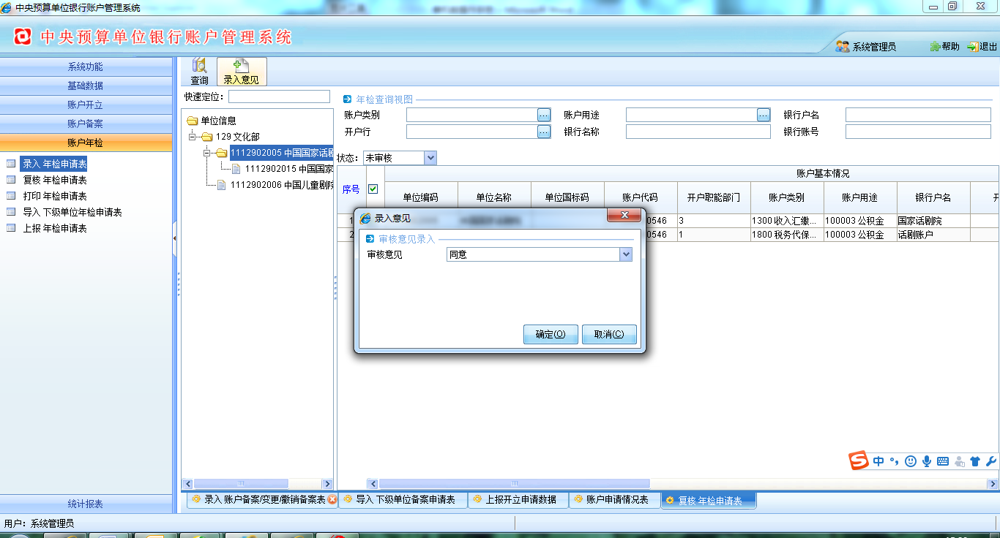 中央预算单位银行账户管理系统
中央预算单位银行账户管理系统
系统管理员 帮助 退出
系统功能
基础数据
账户开立
账户备案
账户年检
录入 年检申请表
复核 年检申请表
打印 年检申请表
导入 下级单位年检申请表
上报 年检申请表
统计报表
查询 录入意见
快速定位:
单位信息
129 文化部
1112902005 中国国家话剧
1112902015 中国国家
1112902006 中国儿童剧院
年检查询视图
账户类别 账户用途 银行户名
开户行 银行名称 银行账号
状态: 未审核
账户基本情况
序号 单位编码 单位名称 单位国标码 账户代码 开户职能部门 账户类别 账户用途 银行户名 开
1 0546 3 1300 收入汇缴... 100003 公积金 国家话剧院
2 0546 1 1800 税务代保... 100003 公积金 话剧账户
录入意见
审核意见录入
审核意见 同意
确定(O) 取消(C)
S 中
录入 账户备案/变更/撤销备案表 导入 下级单位备案申请表 上报开立申请数据 账户申请情况表 复核 年检申请表
用户: 系统管理员